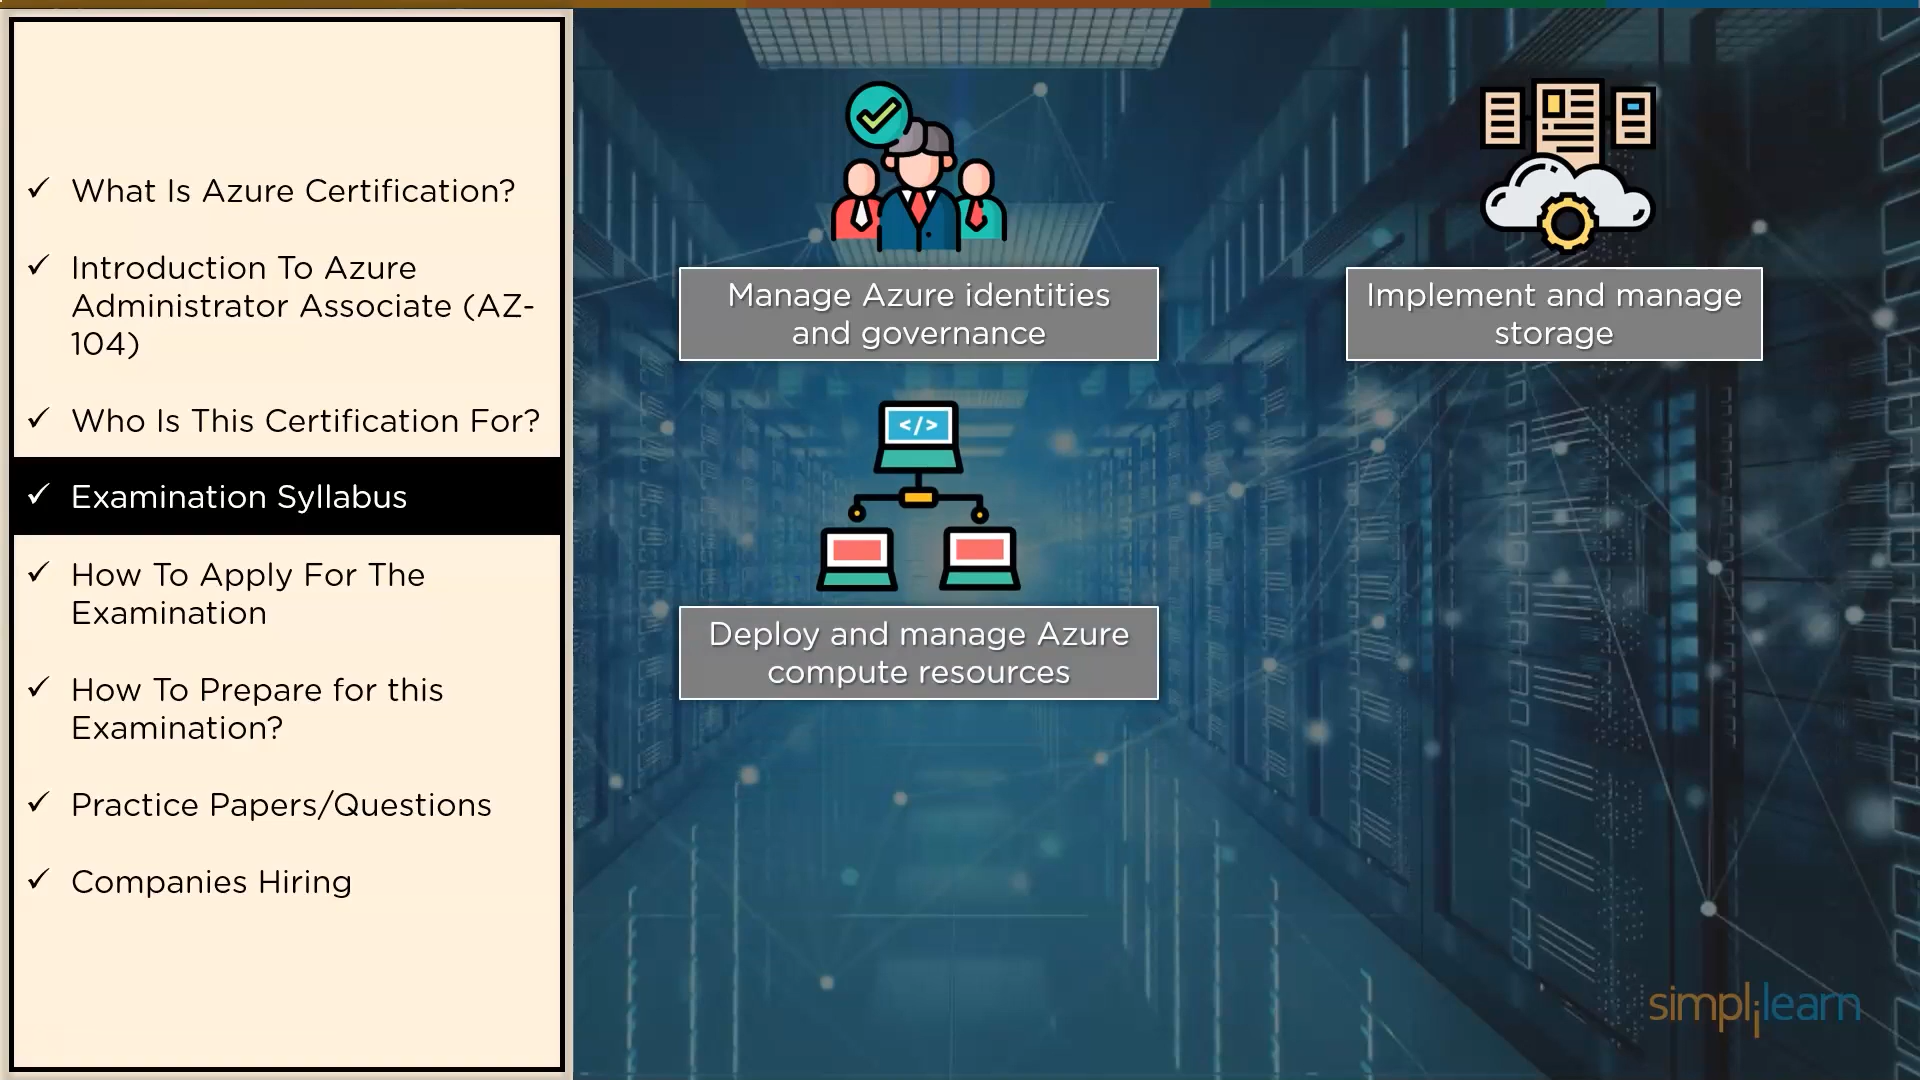 What Is Azure Certification?
Introduction To Azure
Administrator Associate (AZ-
104)
Who Is This Certification For?
Examination Syllabus
How To Apply For The
Examination
How To Prepare for this
Examination?
Practice Papers/Questions
Companies Hiring
Manage Azure identities
and governance
Implement and manage
storage
</>
Deploy and manage Azure
compute resources
simplilearn